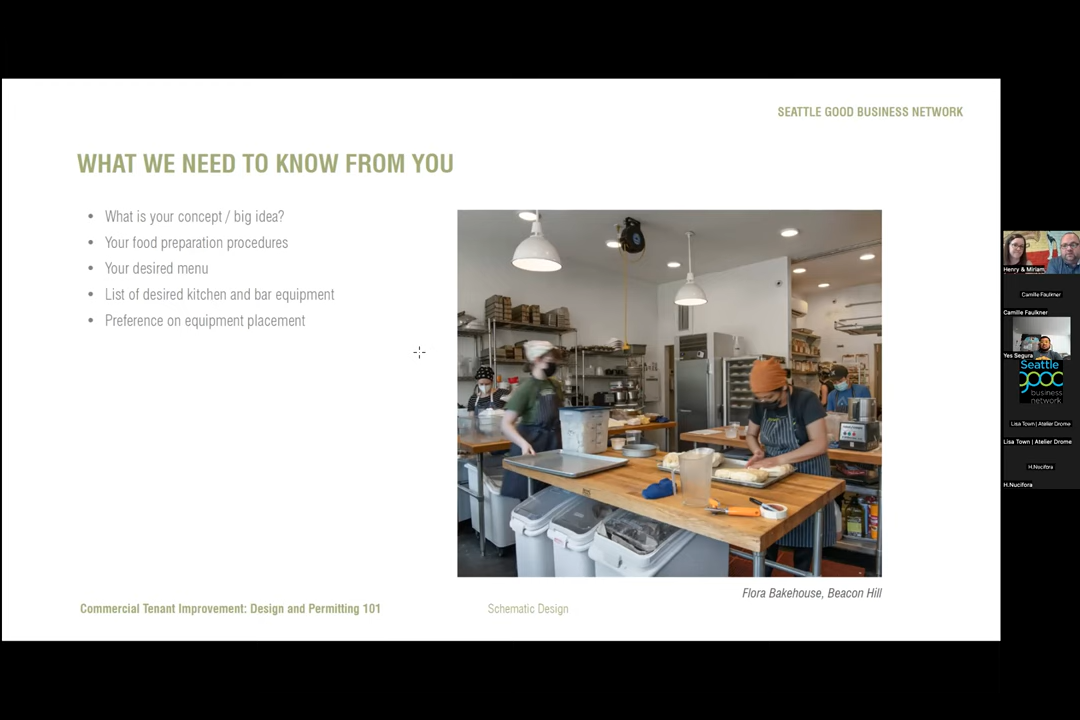 SEATTLE GOOD BUSINESS NETWORK
WHAT WE NEED TO KNOW FROM YOU
• What is your concept / big idea?
• Your food preparation procedures
• Your desired menu
• List of desired kitchen and bar equipment
• Preference on equipment placement
Flora Bakehouse, Beacon Hill
Commercial Tenant Improvement: Design and Permitting 101
Schematic Design
Henry & Miriam
Camille Faulkner
Camille Faulkner
Yes Segura
Seattle
good
business
network
Lisa Town | Atelier Drome
Lisa Town | Atelier Drome
H.Nucifora
H.Nucifora